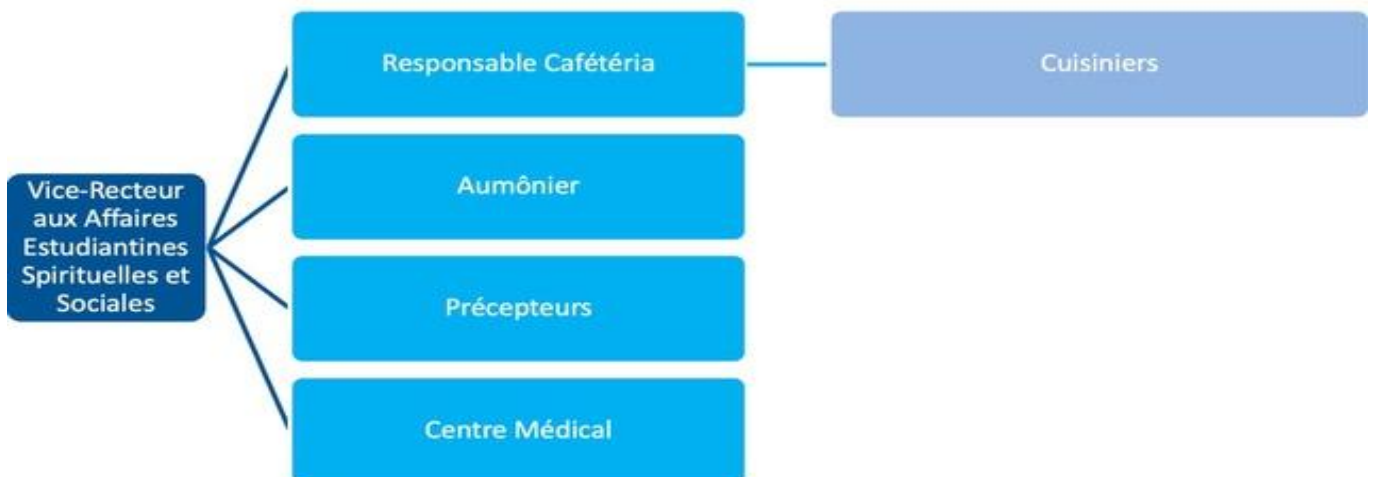 Responsable Cafétéria
Cuisiniers
Aumônier
Vice-Recteur
aux Affaires
Estudiantines
Spirituelles et
Sociales
Précepteurs
Centre Médical